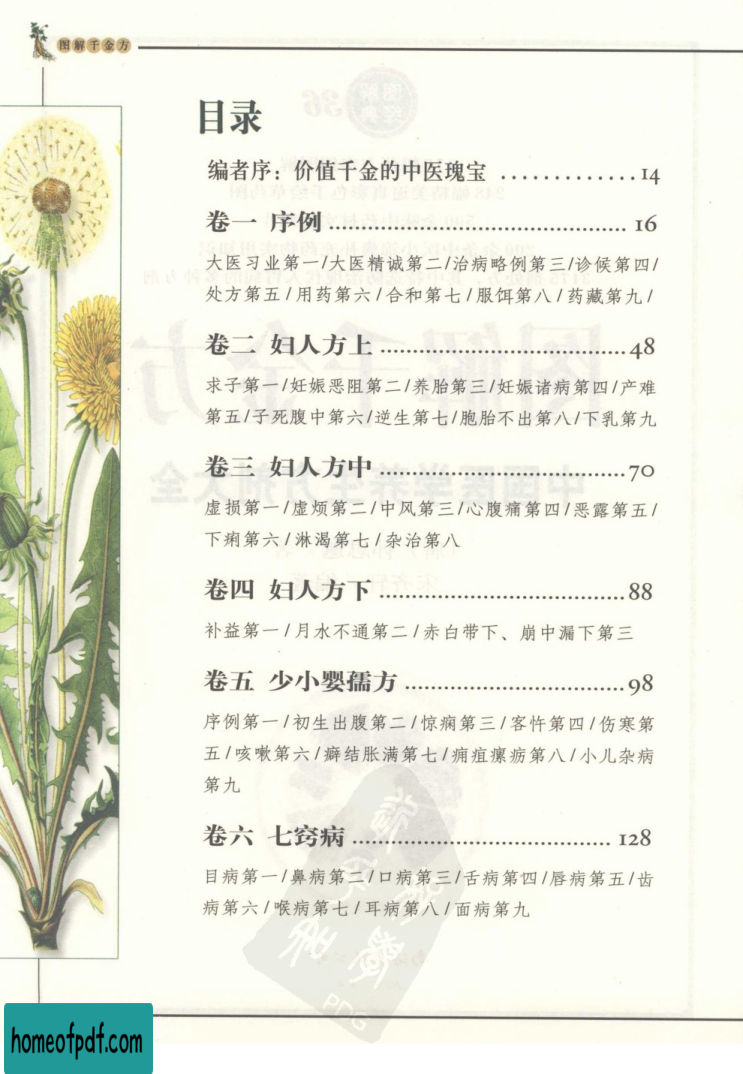 图解千金方
目录
编者序：价值千金的中医瑰宝 .............14
卷一 序例 ........................................ 16
大医习业第一/大医精诚第二/治病略例第三/诊候第四/
处方第五/用药第六/合和第七/服饵第八/药藏第九/
卷二 妇人方上 ....................................48
求子第一/妊娠恶阻第二/养胎第三/妊娠诸病第四/产难
第五/子死腹中第六/逆生第七/胞胎不出第八/下乳第九
卷三 妇人方中 ....................................70
虚损第一/虚烦第二/中风第三/心腹痛第四/恶露第五/
下痢第六/淋渴第七/杂治第八
卷四 妇人方下 ....................................88
补益第一/月水不通第二/赤白带下、崩中漏下第三
卷五 少小婴孺方 ................................98
序例第一/初生出腹第二/惊痫第三/客忤第四/伤寒第
五/咳嗽第六/癖结胀满第七/痈疽瘰疬第八/小儿杂病
第九
卷六 七窍病 ...................................... 128
目病第一/鼻病第二/口病第三/舌病第四/唇病第五/齿
病第六/喉病第七/耳病第八/面病第九
PDG
homeofpdf.com